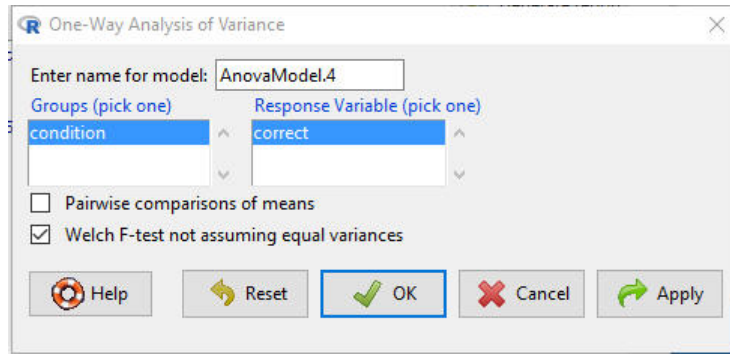 One-Way Analysis of Variance
Enter name for model: AnovaModel.4
Groups (pick one) Response Variable (pick one)
condition correct
Pairwise comparisons of means
Welch F-test not assuming equal variances
Help Reset OK Cancel Apply